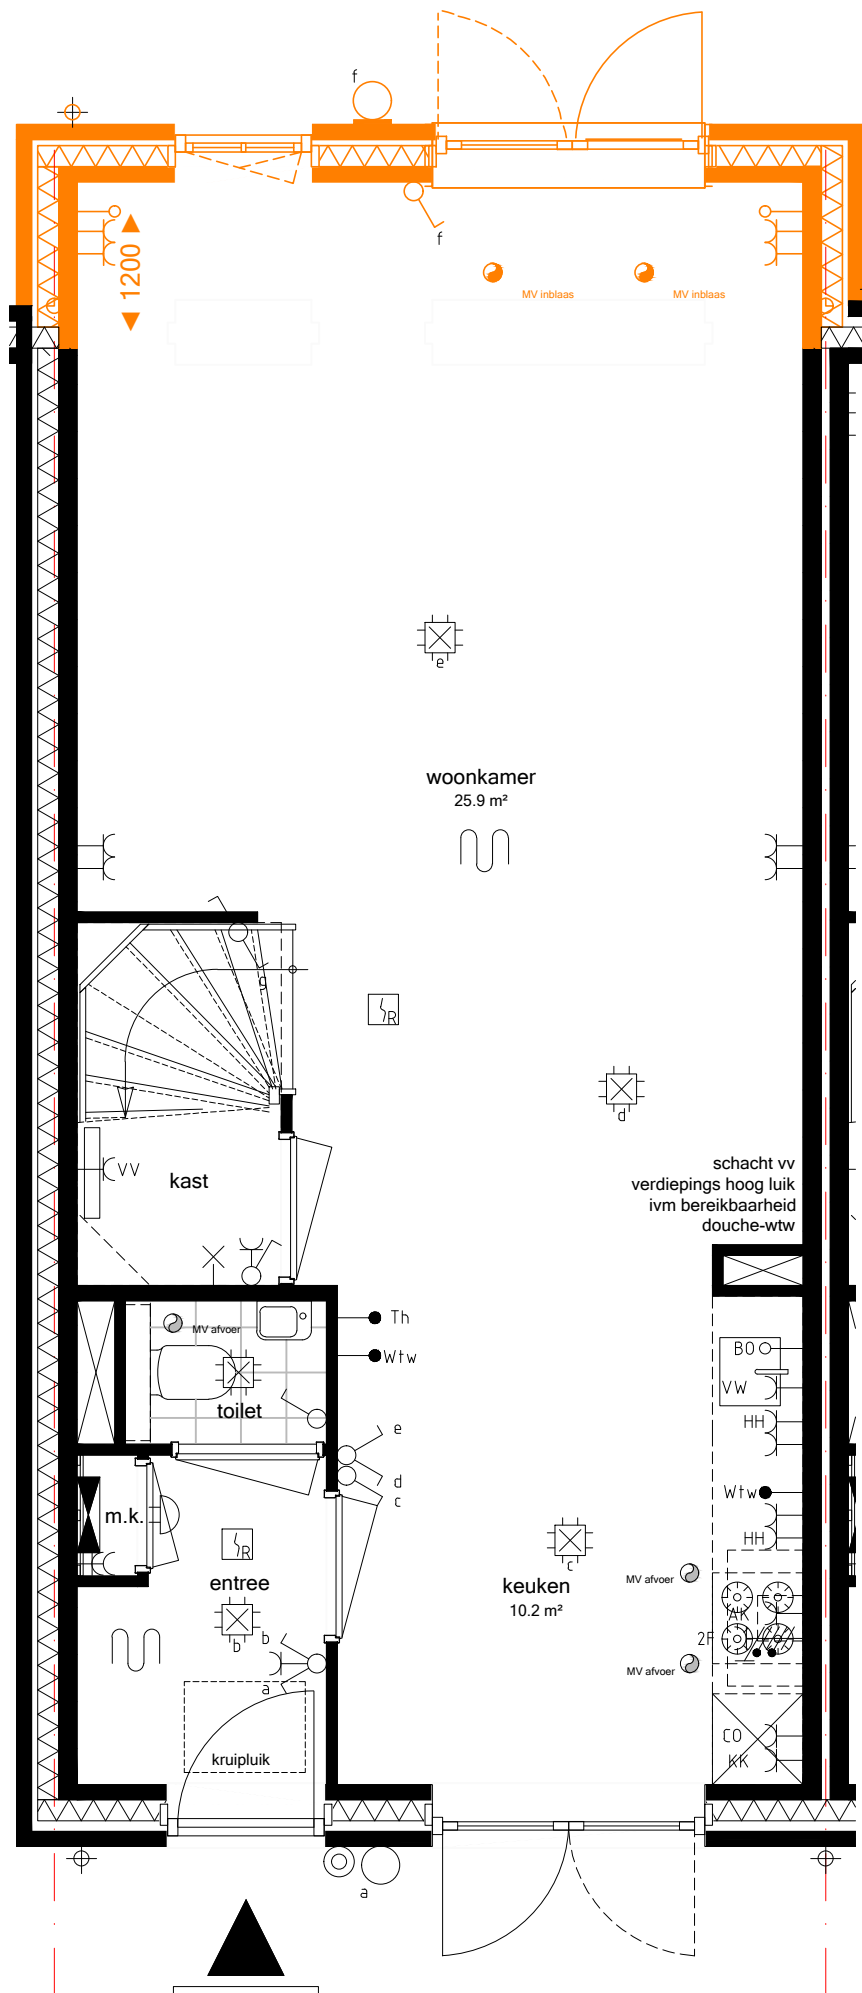 f
f
1200
MV inblaas
MV inblaas
e
woonkamer
25.9 m²
g
R
d
VV
kast
schacht vv
verdiepings hoog luik
ivm bereikbaarheid
douche-wtw
Th
MV afvoer
Wtw
BO
VW
toilet
HH
e
d
c
Wtw
m.k.
HH
R
c
entree
keuken
10.2 m²
MV afvoer
AK
b
b
2F
MV afvoer
a
CO
kruipluik
KK
a